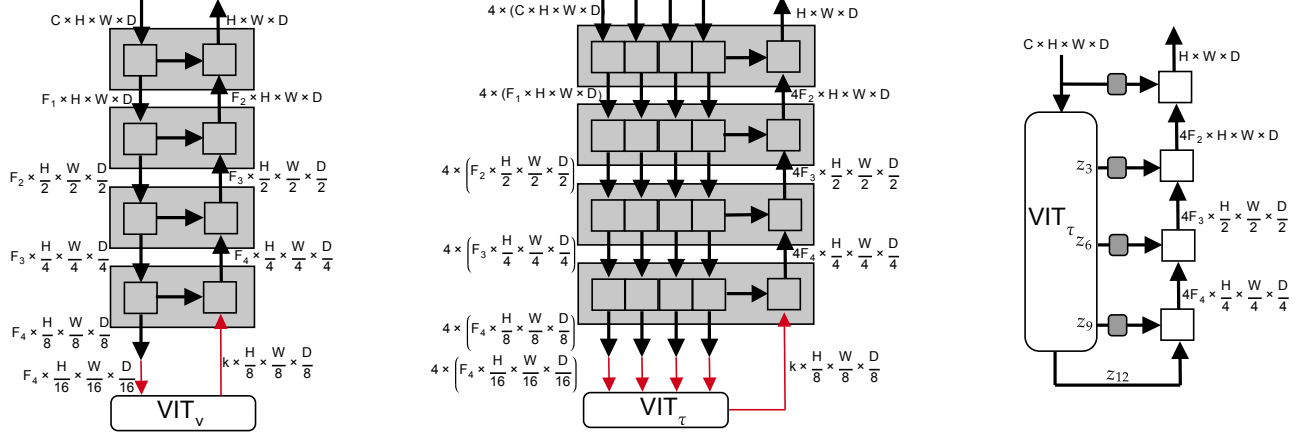 C × H × W × D
H × W × D
F₁ × H × W × D
F₂ × H × W × D
F₂ × H/2 × W/2 × D/2
F₃ × H/2 × W/2 × D/2
F₃ × H/4 × W/4 × D/4
F₄ × H/4 × W/4 × D/4
F₄ × H/8 × W/8 × D/8
F₄ × H/16 × W/16 × D/16
k × H/8 × W/8 × D/8
VIT_v
4 × (C × H × W × D)
H × W × D
4 × (F₁ × H × W × D)
4F₂ × H × W × D
4 × (F₂ × H/2 × W/2 × D/2)
4F₃ × H/2 × W/2 × D/2
4 × (F₃ × H/4 × W/4 × D/4)
4F₄ × H/4 × W/4 × D/4
4 × (F₄ × H/8 × W/8 × D/8)
4 × (F₄ × H/16 × W/16 × D/16)
k × H/8 × W/8 × D/8
VIT_τ
C × H × W × D
H × W × D
4F₂ × H × W × D
z₃
VIT_τ
4F₃ × H/2 × W/2 × D/2
z₆
4F₄ × H/4 × W/4 × D/4
z₉
z₁₂